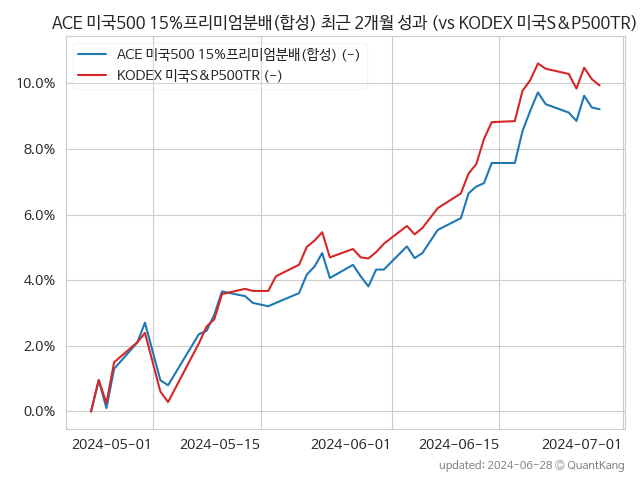 ACE 미국500 15%프리미엄분배(합성) 최근 2개월 성과 (vs KODEX 미국S&P500TR)
ACE 미국500 15%프리미엄분배(합성) (-)
KODEX 미국S&P500TR (-)
10.0%
8.0%
6.0%
4.0%
2.0%
0.0%
2024-05-01 2024-05-15 2024-06-01 2024-06-15 2024-07-01
updated: 2024-06-28 © QuantKang